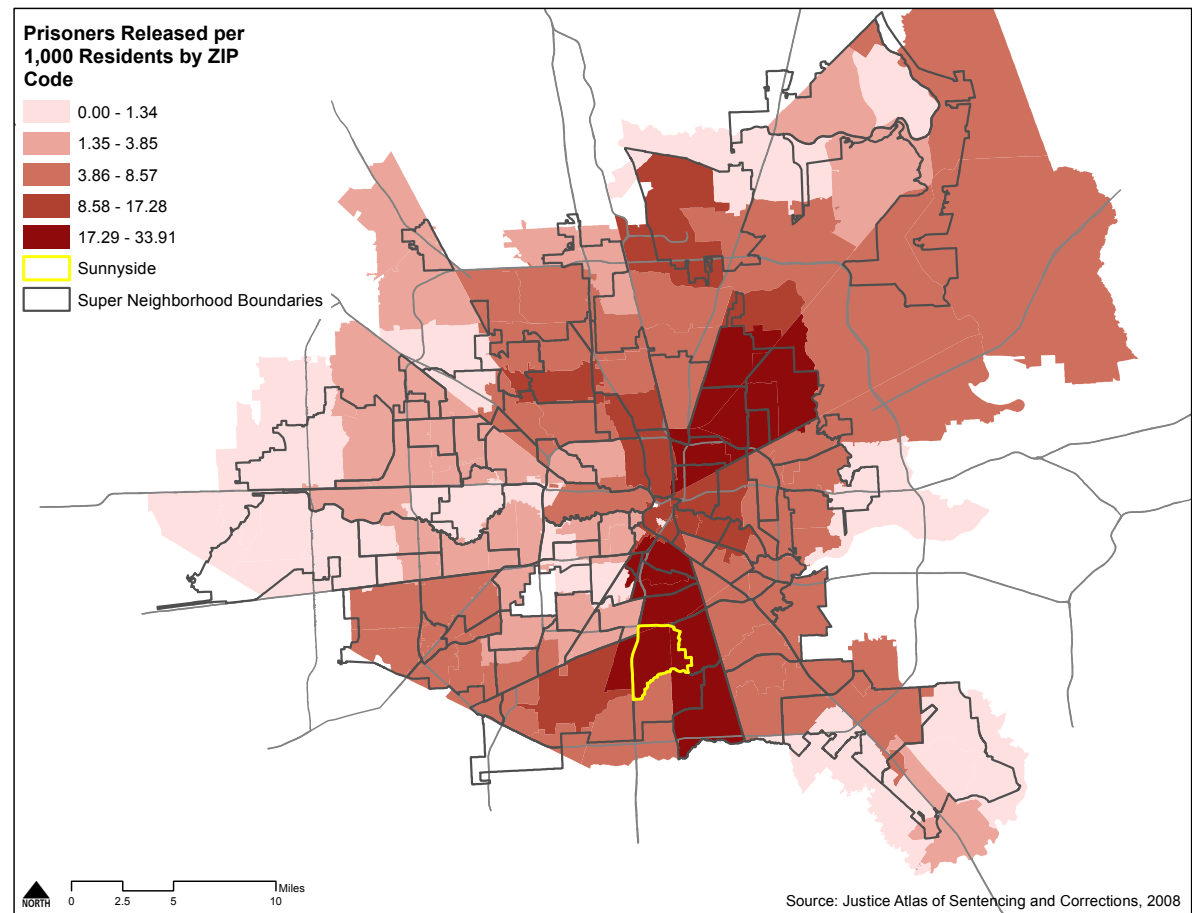 Prisoners Released per
1,000 Residents by ZIP
Code
0.00 - 1.34
1.35 - 3.85
3.86 - 8.57
8.58 - 17.28
17.29 - 33.91
Sunnyside
Super Neighborhood Boundaries
NORTH
0 2.5 5 10 Miles
Source: Justice Atlas of Sentencing and Corrections, 2008